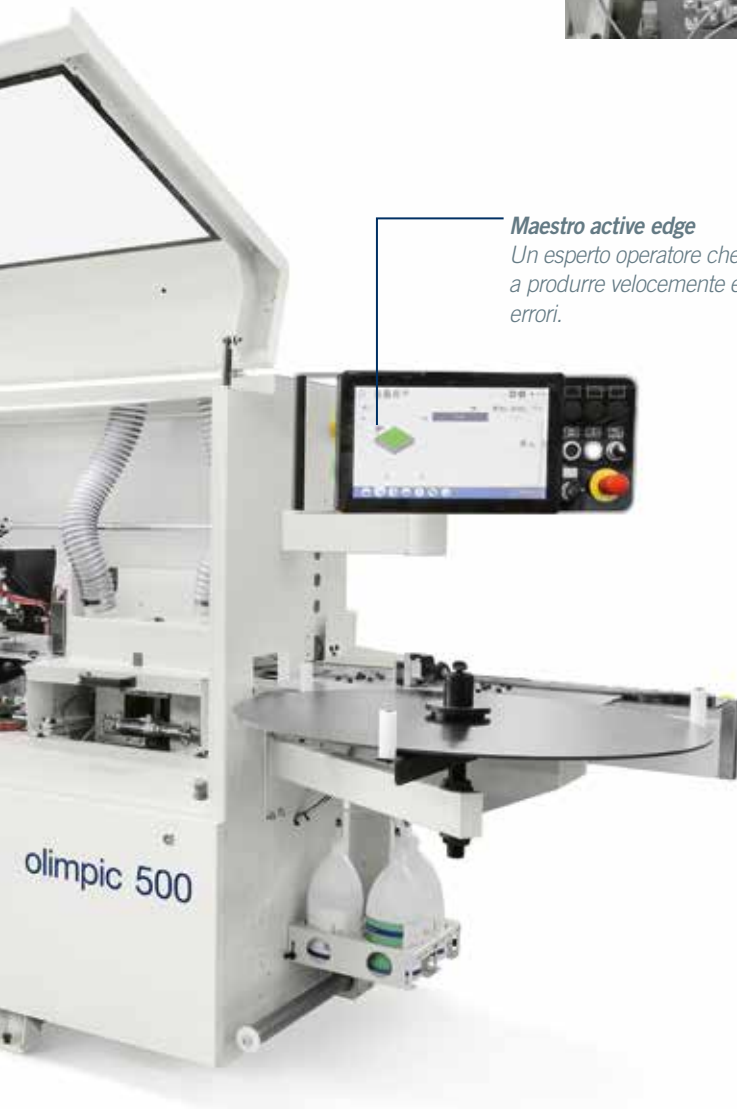 Maestro active edge
Un esperto operatore che
a produrre velocemente e
errori.
olimpic 500